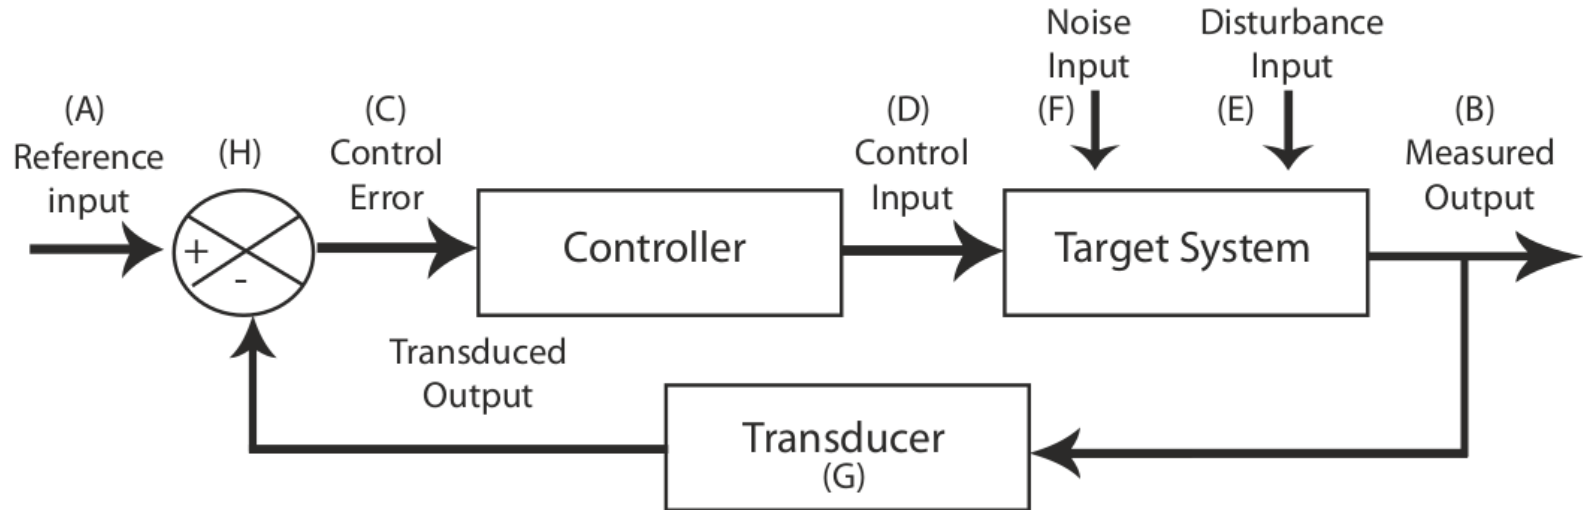 Noise
Input
(F)
Disturbance
Input
(E)
(A)
Reference
input
(H)
+
-
(C)
Control
Error
Controller
(D)
Control
Input
Target System
(B)
Measured
Output
Transduced
Output
Transducer
(G)